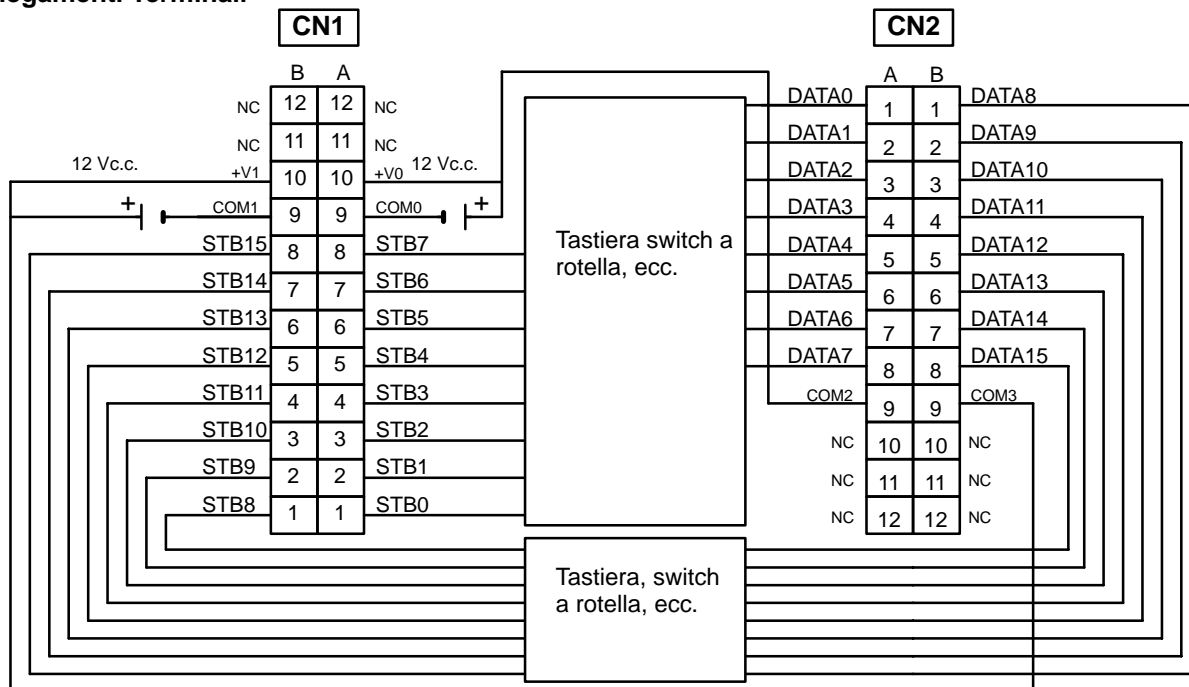 CN1
CN2
B A
A B
NC 12 12 NC
NC 11 11 NC
12 Vc.c. +V1 10 10 +V0 12 Vc.c.
+ COM1 9 9 COM0 +
STB15 8 8 STB7
STB14 7 7 STB6
STB13 6 6 STB5
STB12 5 5 STB4
STB11 4 4 STB3
STB10 3 3 STB2
STB9 2 2 STB1
STB8 1 1 STB0
Tastiera switch a
rotella, ecc.
Tastiera, switch
a rotella, ecc.
DATA0 1 1 DATA8
DATA1 2 2 DATA9
DATA2 3 3 DATA10
DATA3 4 4 DATA11
DATA4 5 5 DATA12
DATA5 6 6 DATA13
DATA6 7 7 DATA14
DATA7 8 8 DATA15
COM2 9 9 COM3
NC 10 10 NC
NC 11 11 NC
NC 12 12 NC